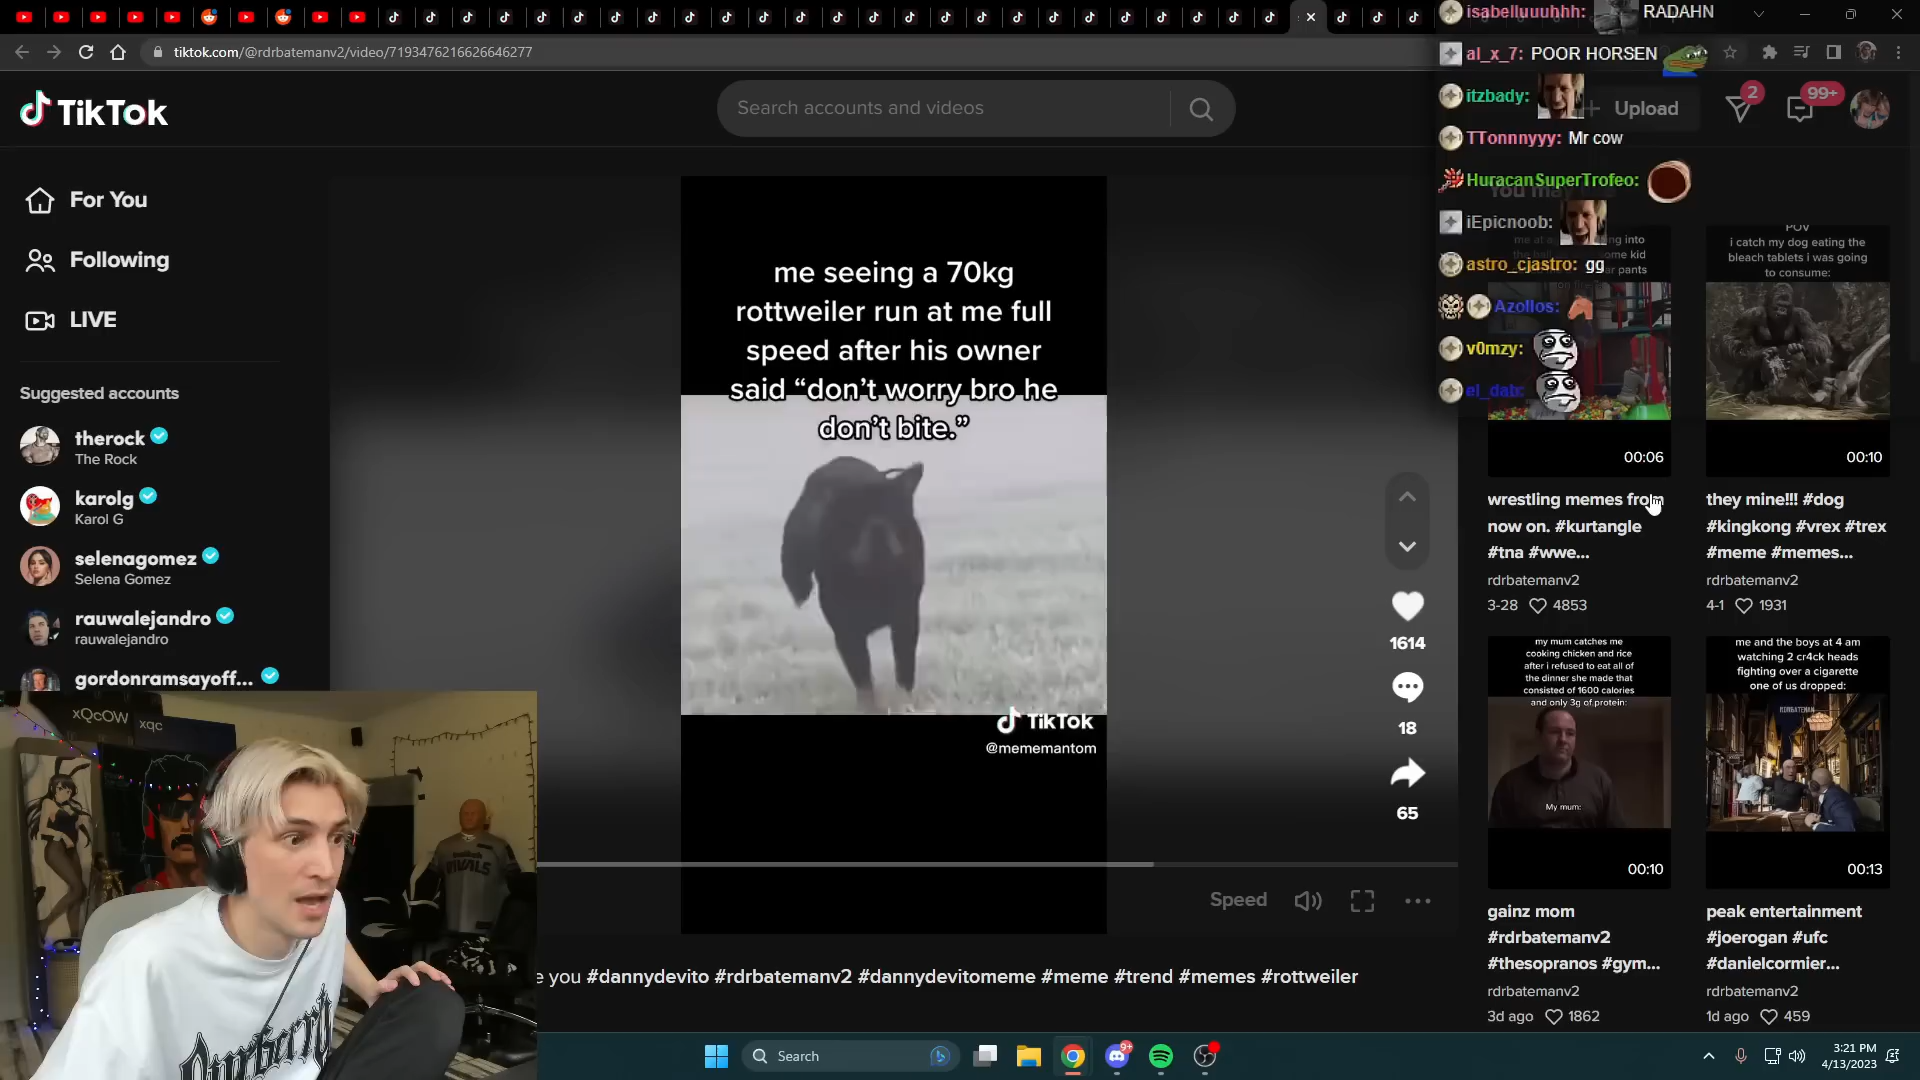 tiktok.com/@rdrbatemanv2/video/7193476216626646277
isabelluuuhhh: RADAHN
al_x_7: POOR HORSEN
itzbady:
TTonnnyyy: Mr cow
HuracanSuperTrofeo:
iEpicnoob:
astro_cjastro: gg
Azollos:
v0mzy:
TikTok
Search accounts and videos
Upload
2
99+
For You
Following
LIVE
Suggested accounts
therock
The Rock
karolg
Karol G
selenagomez
Selena Gomez
rauwalejandro
rauwalejandro
gordonramsayoff...
me seeing a 70kg
rottweiler run at me full
speed after his owner
said “don’t worry bro he
don’t bite.”
TikTok
@mememantom
1614
18
65
Speed
e you #dannydevito #rdrbatemanv2 #dannydevitomeme #meme #trend #memes #rottweiler
00:06
wrestling memes from
now on. #kurtangle
#tna #wwe...
rdrbatemanv2
3-28 4853
POV
i catch my dog eating the
bleach tablets i was going
to consume:
00:10
they mine!!! #dog
#kingkong #vrex #trex
#meme #memes...
rdrbatemanv2
4-1 1931
my mum catches me
cooking chicken and rice
after i refused to eat all of
the dinner she made that
consisted of 1600 calories
and only 3g of protein:
My mum:
00:10
gainz mom
#rdrbatemanv2
#thesopranos #gym...
rdrbatemanv2
3d ago 1862
me and the boys at 4 am
watching 2 cr4ck heads
fighting over a cigarette
one of us dropped:
RDRBATEMAN
00:13
peak entertainment
#joerogan #ufc
#danielcormier...
rdrbatemanv2
1d ago 459
xQcOW
xqc
RIVALS
Search
9+
3:21 PM
4/13/2023